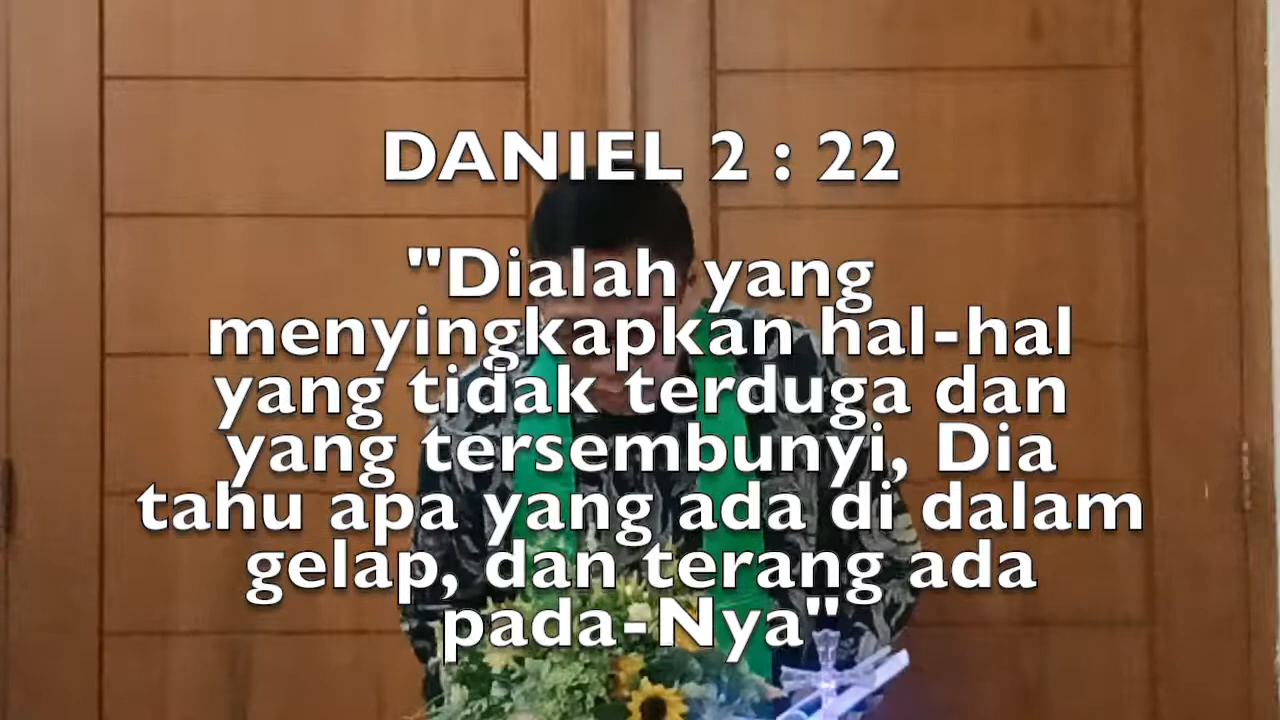 DANIEL 2 : 22
"Dialah yang
menyingkapkan hal-hal
yang tidak terduga dan
yang tersembunyi, Dia
tahu apa yang ada di dalam
gelap, dan terang ada
pada-Nya"